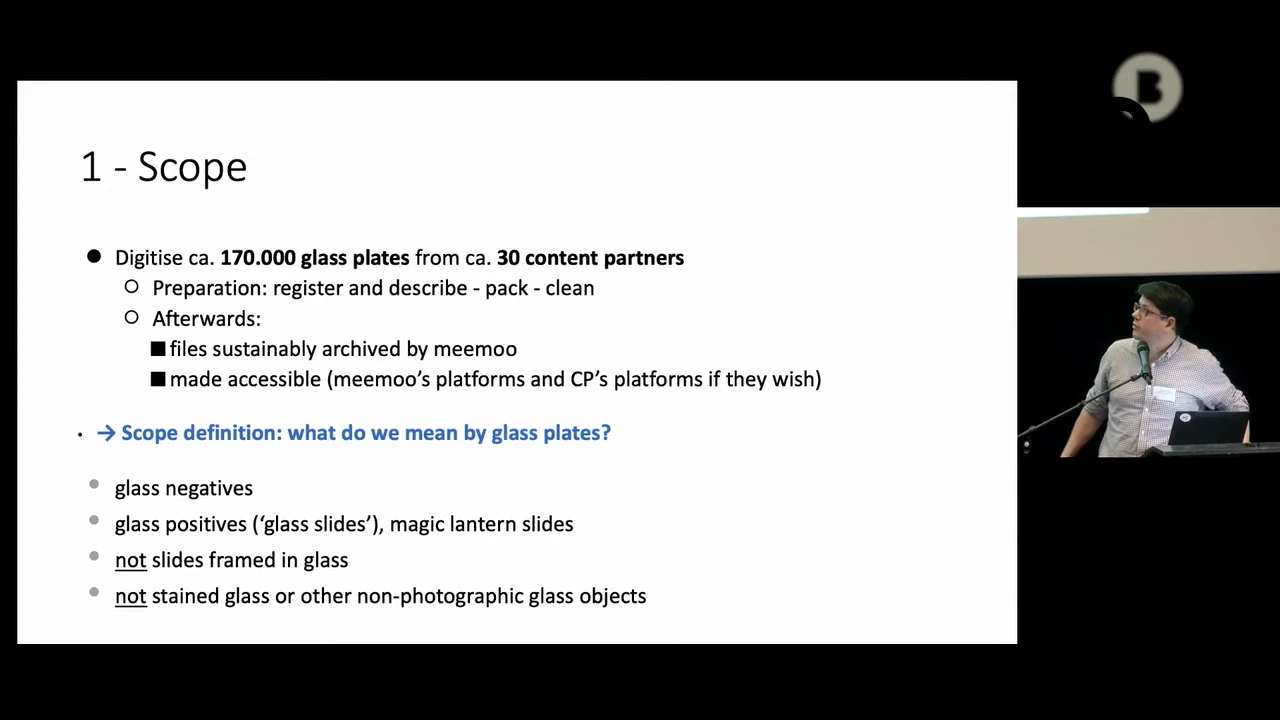 B
1 - Scope
Digitise ca. 170.000 glass plates from ca. 30 content partners
Preparation: register and describe - pack - clean
Afterwards:
files sustainably archived by meemoo
made accessible (meemoo’s platforms and CP’s platforms if they wish)
→ Scope definition: what do we mean by glass plates?
glass negatives
glass positives (‘glass slides’), magic lantern slides
not slides framed in glass
not stained glass or other non-photographic glass objects